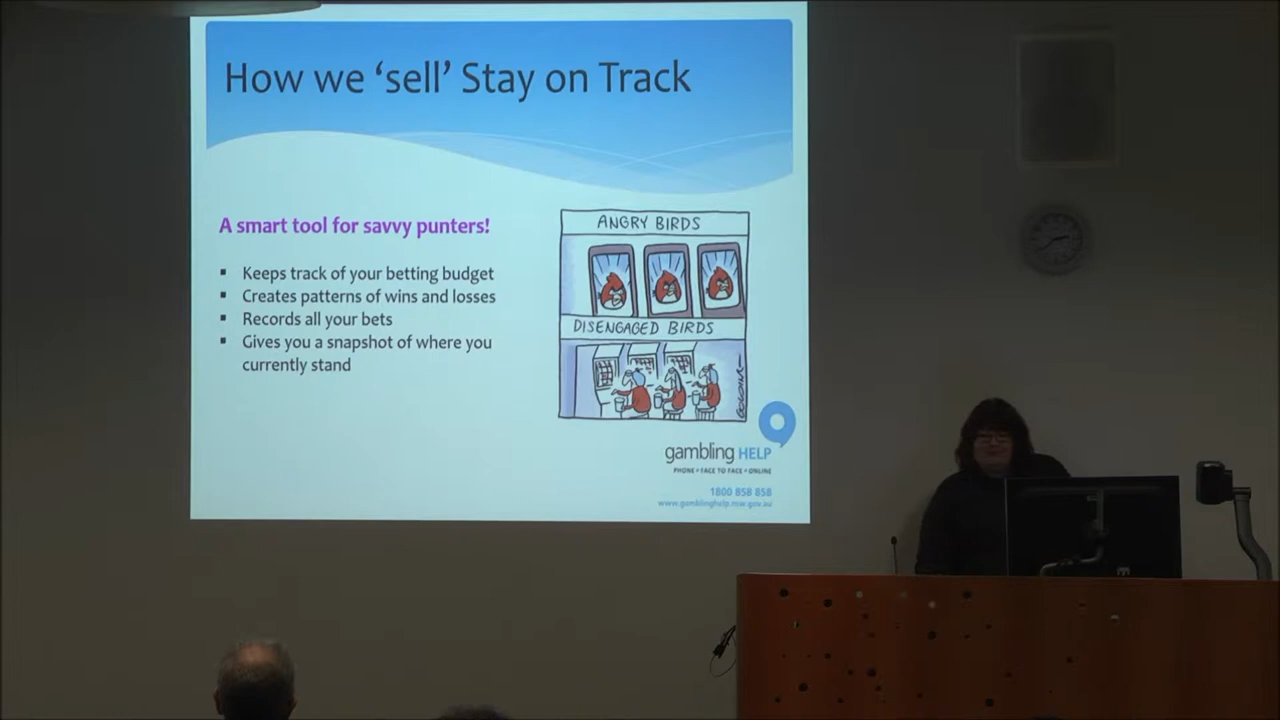 How we ‘sell’ Stay on Track
A smart tool for savvy punters!
Keeps track of your betting budget
Creates patterns of wins and losses
Records all your bets
Gives you a snapshot of where you
currently stand
ANGRY BIRDS
DISENGAGED BIRDS
gambling HELP
PHONE • FACE TO FACE • ONLINE
1800 858 858
www.gamblinghelp.nsw.gov.au